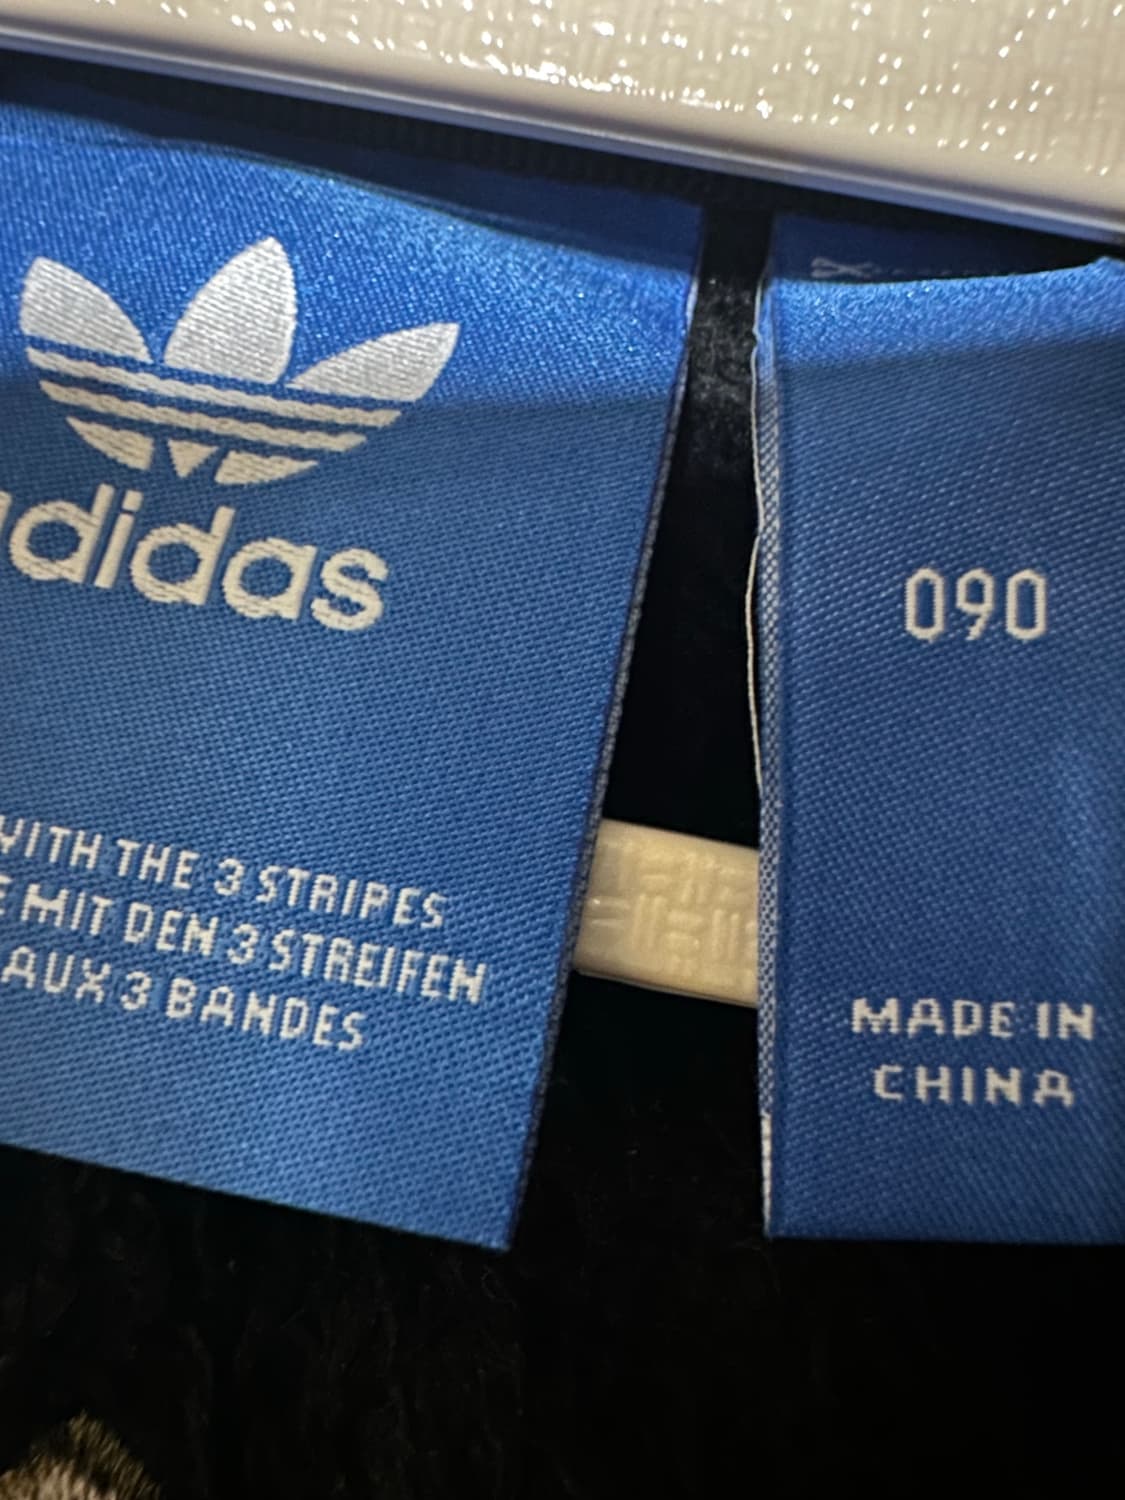 adidas
WITH THE 3 STRIPES
MIT DEN 3 STREIFEN
AUX 3 BANDES
090
MADE IN
CHINA